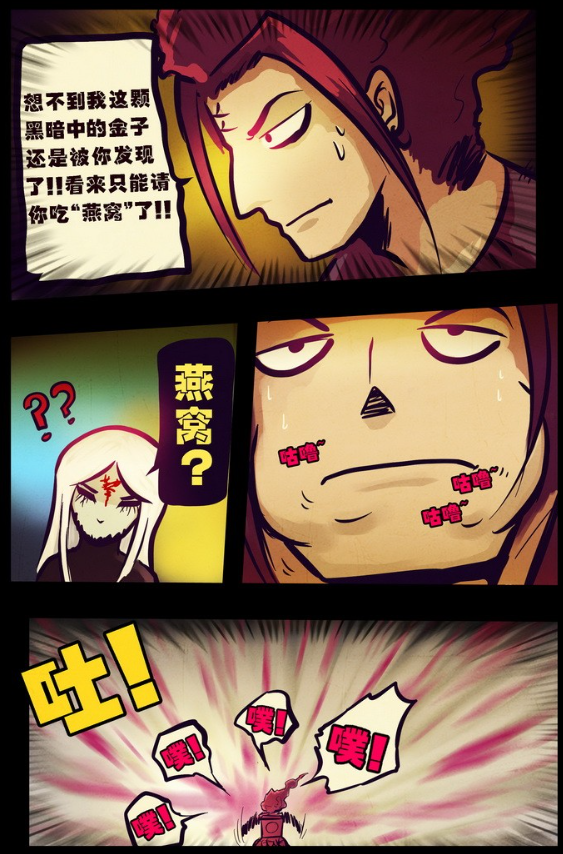 想不到我这颗
黑暗中的金子
还是被你发现
了!!看来只能请
你吃“燕窝”了!!
??
燕窝?
咕噜~
咕噜~
咕噜~
吐!
噗!
噗!
噗!
噗!